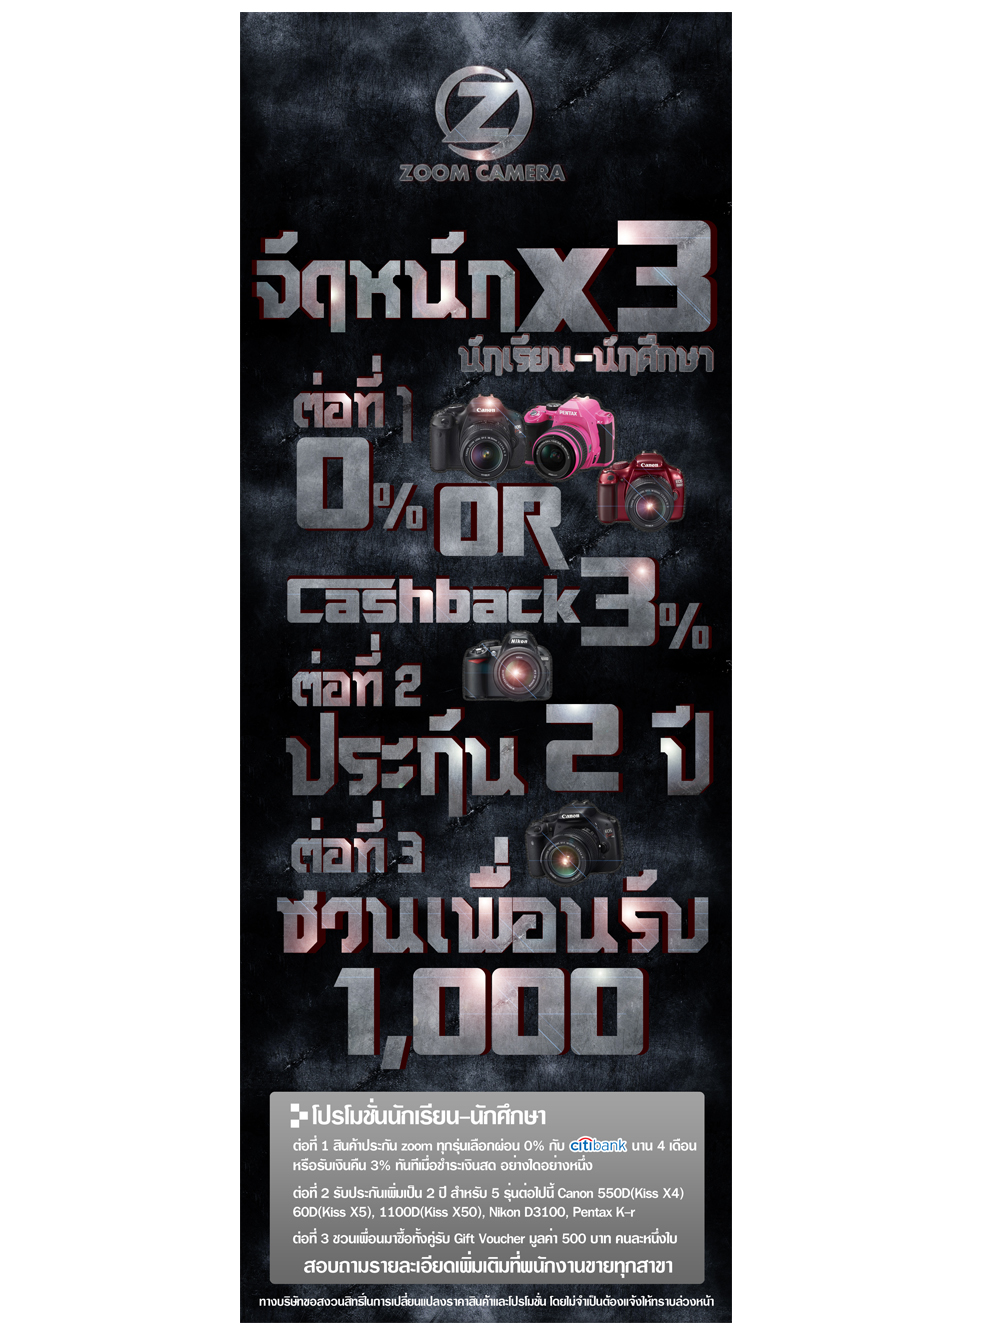 Z
ZOOM CAMERA
จัดหนัก x3
นักเรียน-นักศึกษา
ต่อที่ 1
Canon
PENTAX
Canon
0% OR
cashback 3%
Nikon
ต่อที่ 2
ประกัน 2 ปี
Canon
ต่อที่ 3
ชวนเพื่อนรับ
1,000
โปรโมชั่นนักเรียน-นักศึกษา
ต่อที่ 1 สินค้าประกัน zoom ทุกรุ่นเลือกผ่อน 0% กับ citibank นาน 4 เดือน
หรือรับเงินคืน 3% ทันทีเมื่อชำระเงินสด อย่างใดอย่างหนึ่ง
ต่อที่ 2 รับประกันเพิ่มเป็น 2 ปี สำหรับ 5 รุ่นต่อไปนี้ Canon 550D(Kiss X4)
60D(Kiss X5), 1100D(Kiss X50), Nikon D3100, Pentax K-r
ต่อที่ 3 ชวนเพื่อนมาซื้อทั้งคู่รับ Gift Voucher มูลค่า 500 บาท คนละหนึ่งใบ
สอบถามรายละเอียดเพิ่มเติมที่พนักงานขายทุกสาขา
ทางบริษัทขอสงวนสิทธิ์ในการเปลี่ยนแปลงราคาสินค้าและโปรโมชั่น โดยไม่จำเป็นต้องแจ้งให้ทราบล่วงหน้า